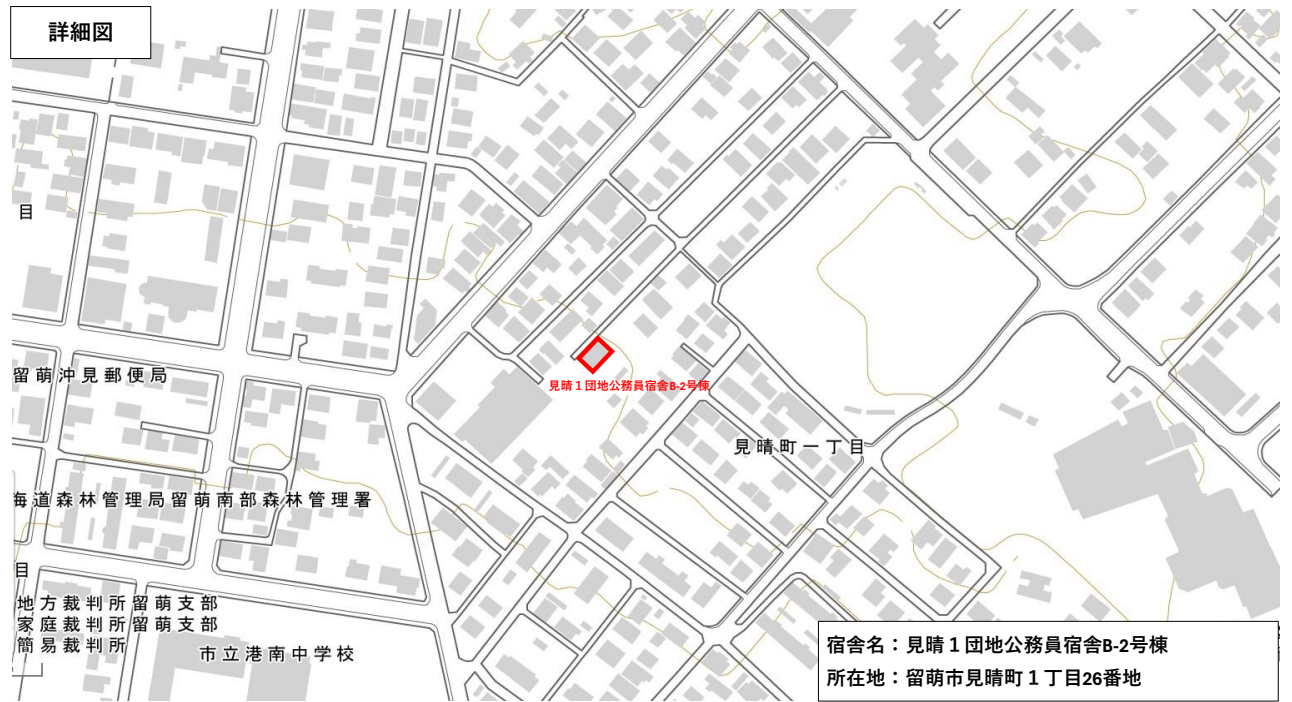 詳細図
目
留萌沖見郵便局
見晴１団地公務員宿舎B-2号棟
見晴町一丁目
海道森林管理局留萌南部森林管理署
目
地方裁判所留萌支部
家庭裁判所留萌支部
簡易裁判所
市立港南中学校
宿舎名：見晴１団地公務員宿舎B-2号棟
所在地：留萌市見晴町１丁目26番地